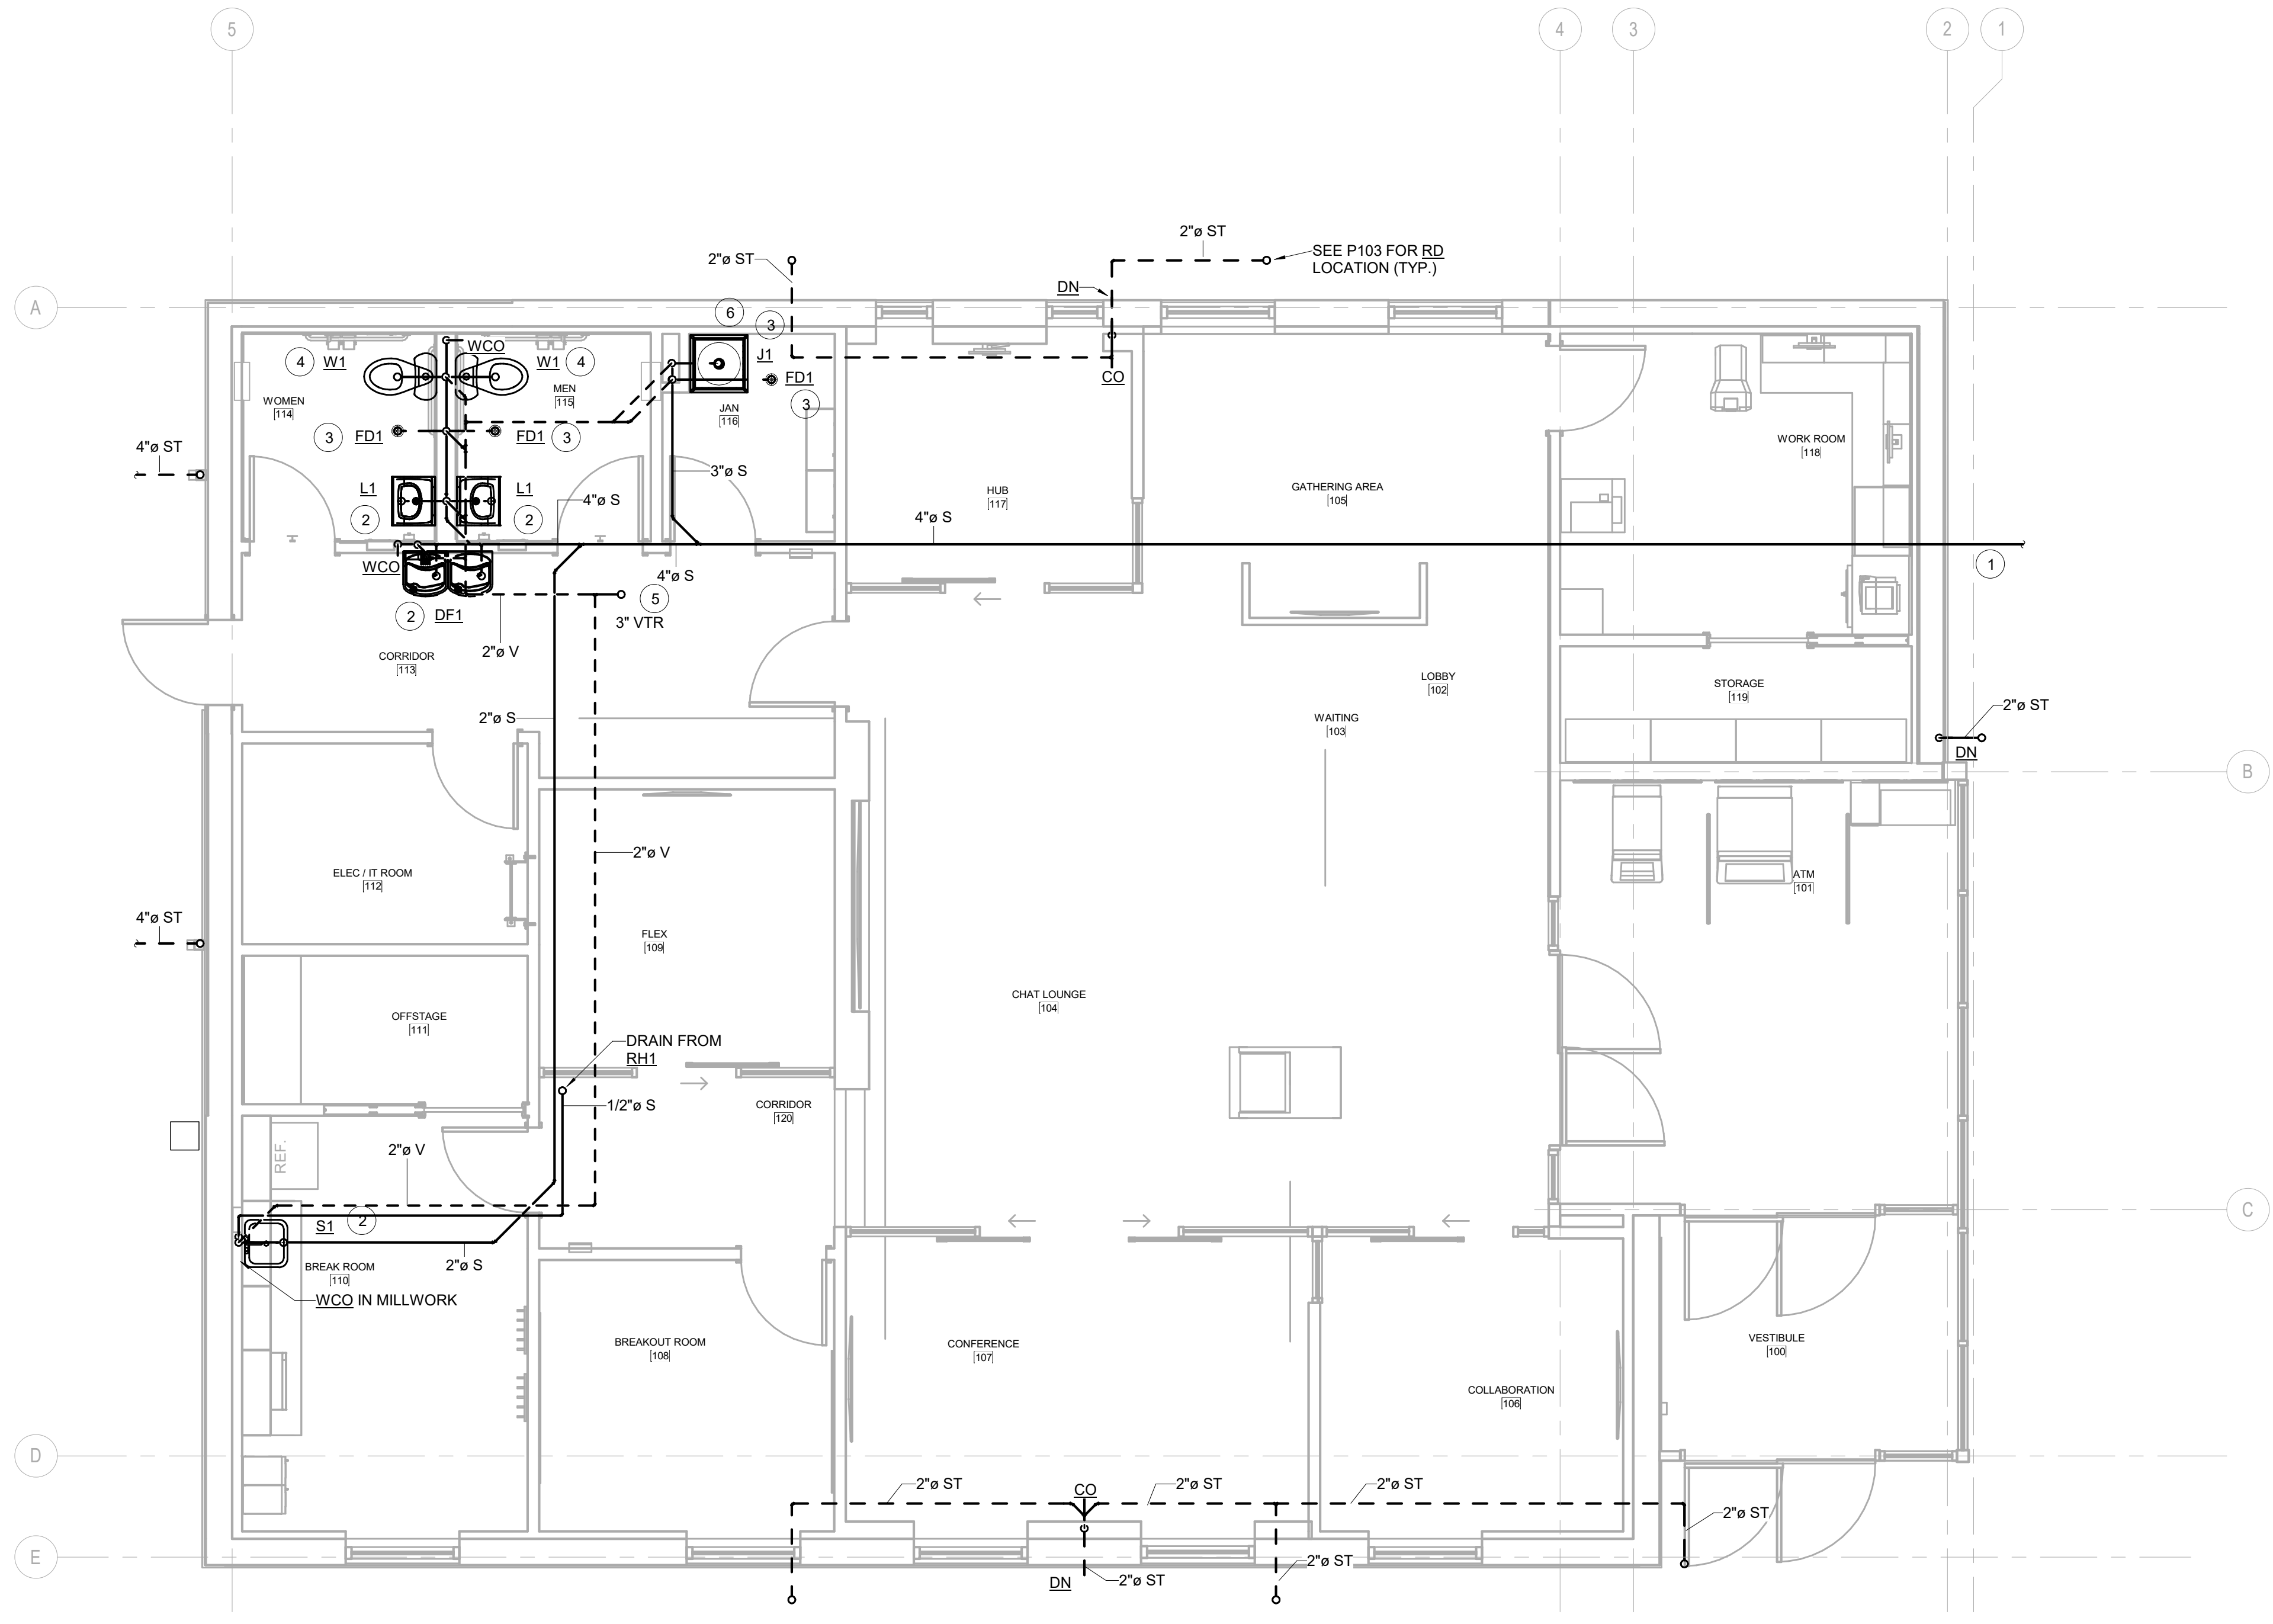 5
4
3
2
1
2"ø ST
SEE P103 FOR RD
LOCATION (TYP.)
2"ø ST
DN
A
6
3
WCO
4
W1
W1
4
J1
CO
MEN
115
FD1
WOMEN
114
JAN
116
3
3
FD1
FD1
3
WORK ROOM
118
4"ø ST
3"ø S
L1
L1
HUB
117
GATHERING AREA
105
4"ø S
2
2
4"ø S
WCO
4"ø S
1
2
DF1
5
3" VTR
2"ø V
CORRIDOR
113
LOBBY
102
STORAGE
119
2"ø S
WAITING
103
2"ø ST
DN
B
2"ø V
ELEC / IT ROOM
112
ATM
101
4"ø ST
FLEX
109
CHAT LOUNGE
104
OFFSTAGE
111
DRAIN FROM
RH1
1/2"ø S
CORRIDOR
120
REF.
2"ø V
S1
2
C
BREAK ROOM
110
2"ø S
WCO IN MILLWORK
BREAKOUT ROOM
108
CONFERENCE
107
VESTIBULE
100
COLLABORATION
106
D
2"ø ST
CO
2"ø ST
2"ø ST
2"ø ST
E
DN
2"ø ST
2"ø ST